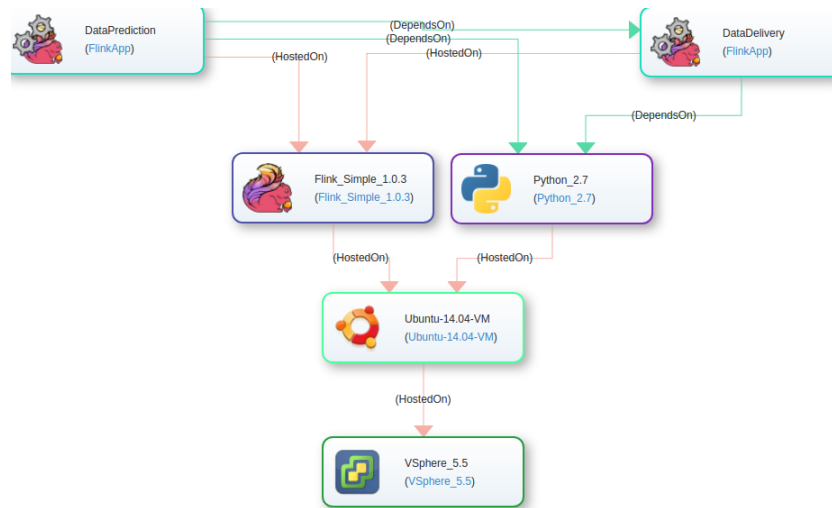 DataPrediction
(FlinkApp)
(DependsOn)
(DependsOn)
(HostedOn)
(HostedOn)
DataDelivery
(FlinkApp)
(DependsOn)
Flink_Simple_1.0.3
(Flink_Simple_1.0.3)
Python_2.7
(Python_2.7)
(HostedOn)
(HostedOn)
Ubuntu-14.04-VM
(Ubuntu-14.04-VM)
(HostedOn)
VSphere_5.5
(VSphere_5.5)